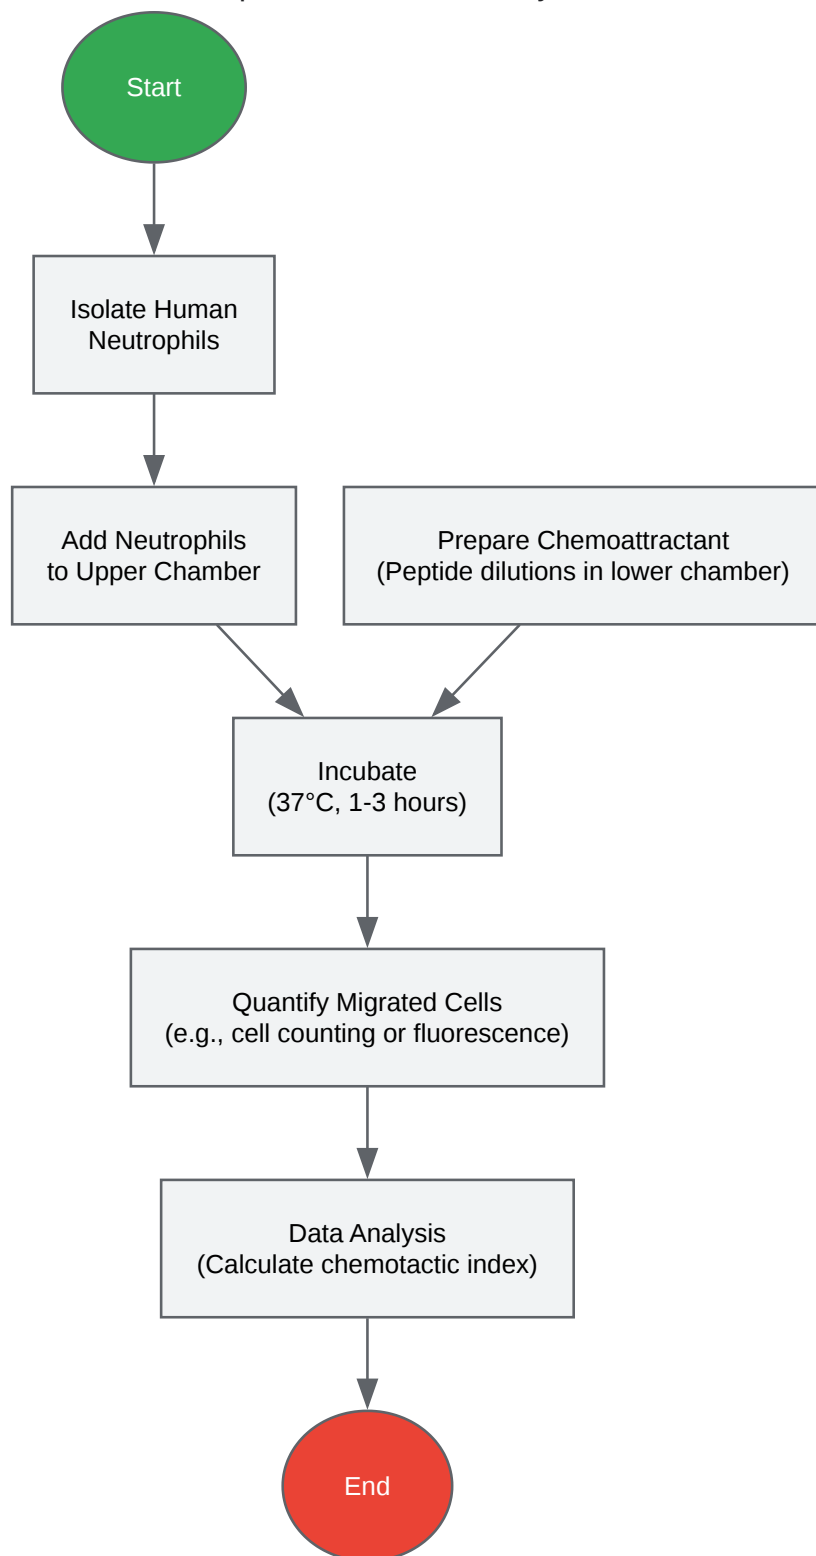 Start
Isolate Human
Neutrophils
Add Neutrophils
to Upper Chamber
Prepare Chemoattractant
(Peptide dilutions in lower chamber)
Incubate
(37°C, 1-3 hours)
Quantify Migrated Cells
(e.g., cell counting or fluorescence)
Data Analysis
(Calculate chemotactic index)
End